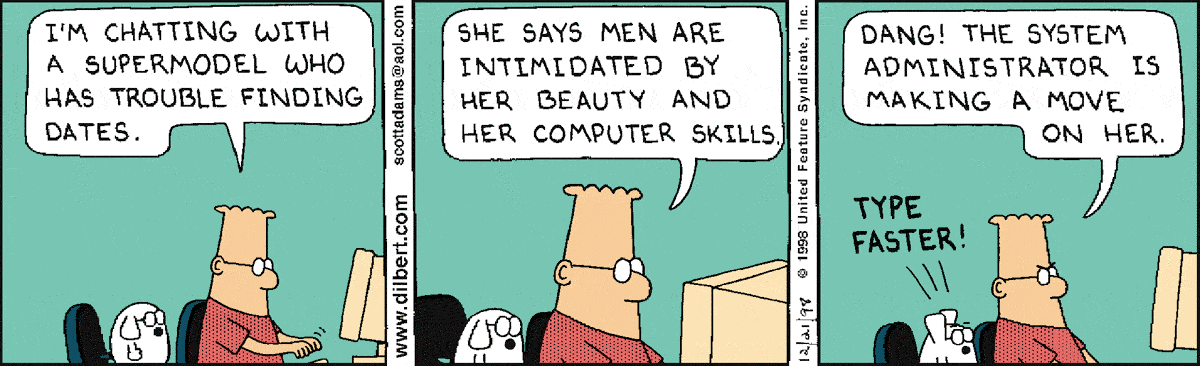 I'M CHATTING WITH
A SUPERMODEL WHO
HAS TROUBLE FINDING
DATES.
www.dilbert.com scottadams@aol.com
SHE SAYS MEN ARE
INTIMIDATED BY
HER BEAUTY AND
HER COMPUTER SKILLS.
12/21/98 © 1998 United Feature Syndicate, Inc.
DANG! THE SYSTEM
ADMINISTRATOR IS
MAKING A MOVE
ON HER.
TYPE
FASTER!